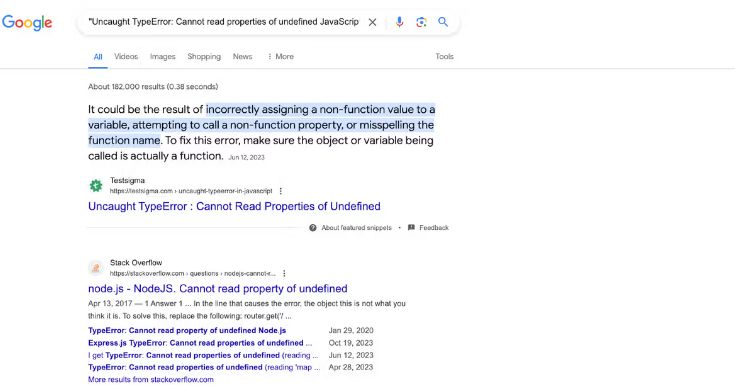 Google
"Uncaught TypeError: Cannot read properties of undefined JavaScrip
All Videos Images Shopping News More Tools
About 182,000 results (0.38 seconds)
It could be the result of incorrectly assigning a non-function value to a
variable, attempting to call a non-function property, or misspelling the
function name. To fix this error, make sure the object or variable being
called is actually a function. Jun 12, 2023
Testsigma
https://testsigma.com › uncaught-typeerror-in-javascript
Uncaught TypeError : Cannot Read Properties of Undefined
About featured snippets • Feedback
Stack Overflow
https://stackoverflow.com › questions › nodejs-cannot-r...
node.js - NodeJS. Cannot read property of undefined
Apr 13, 2017 — 1 Answer 1 ... In the line that causes the error, the object this is not what you
think it is. To solve this, replace the following: router.get('/ ...
TypeError: Cannot read property of undefined Node.js Jan 29, 2020
Express.js TypeError: Cannot read properties of undefined ... Oct 19, 2023
I get TypeError: Cannot read properties of undefined (reading ... Jun 12, 2023
TypeError: Cannot read properties of undefined (reading 'map ... Apr 28, 2023
More results from stackoverflow.com